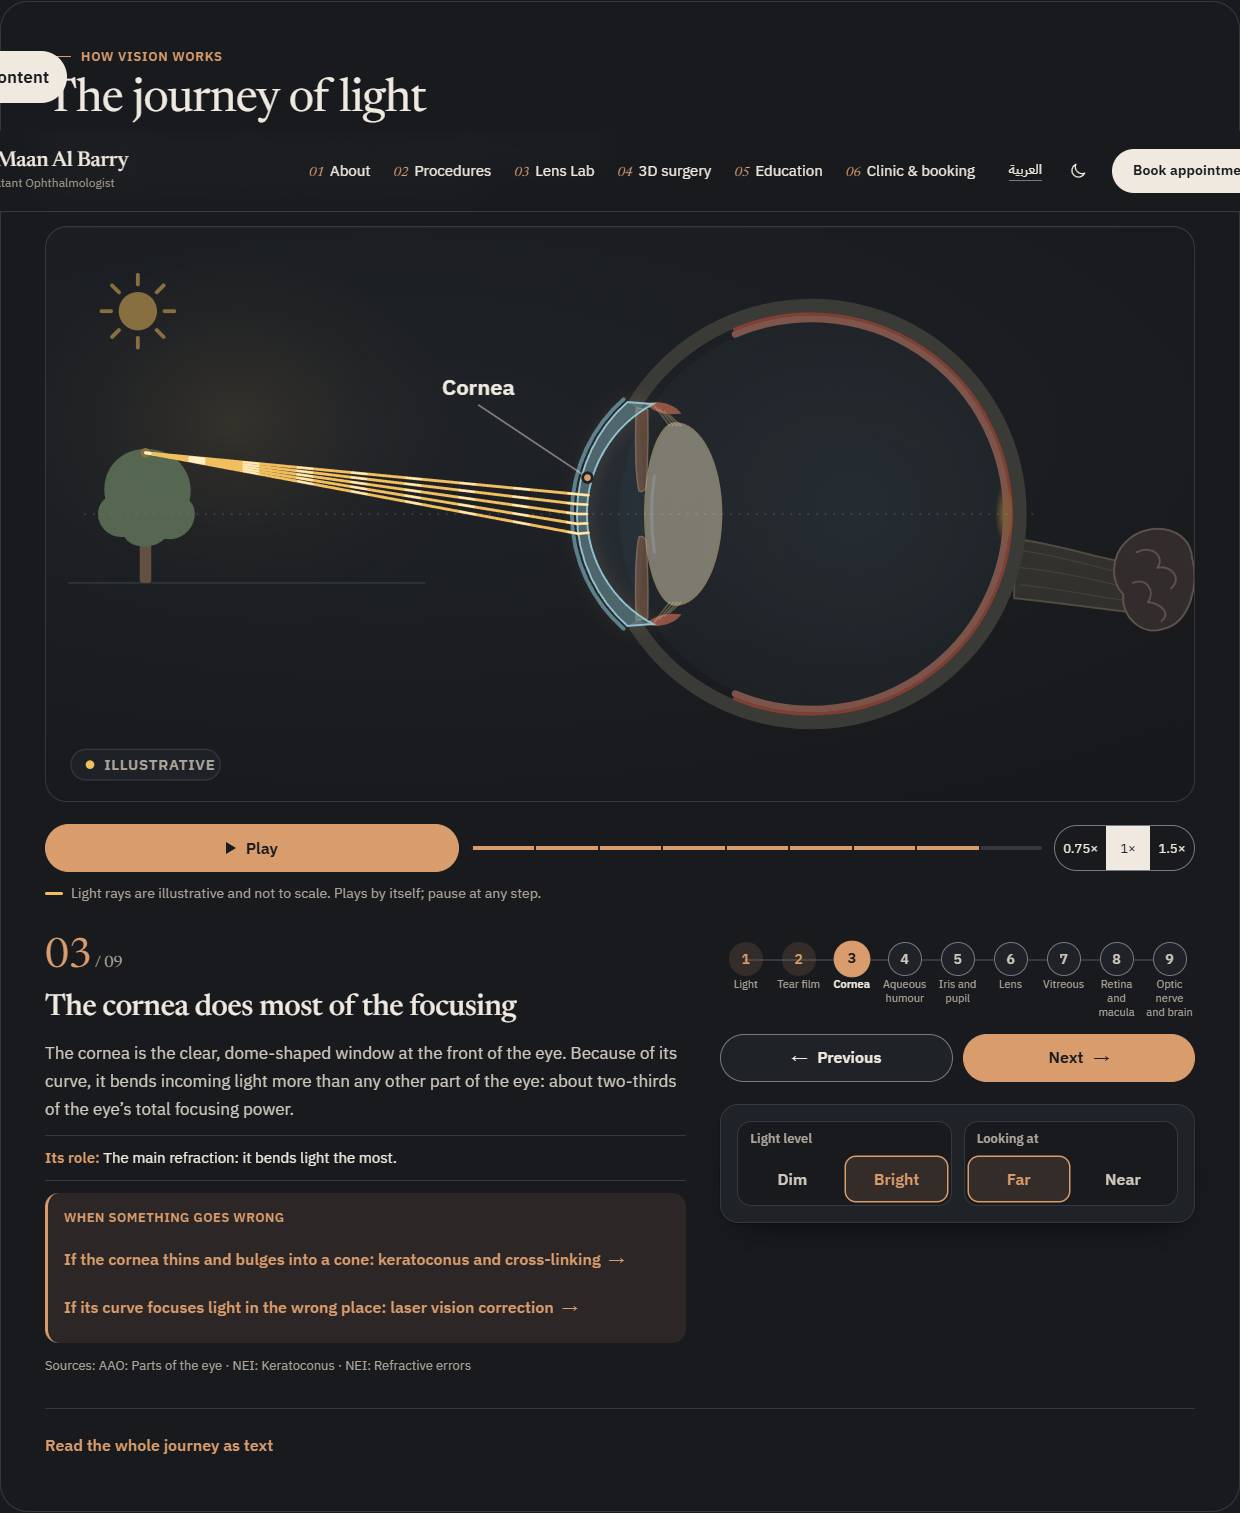 HOW VISION WORKS
ontent
The journey of light
Maan Al Barry
tant Ophthalmologist
01 About 02 Procedures 03 Lens Lab 04 3D surgery 05 Education 06 Clinic & booking العربية Book appointme
Cornea
ILLUSTRATIVE
Play
0.75× 1× 1.5×
Light rays are illustrative and not to scale. Plays by itself; pause at any step.
03 / 09
The cornea does most of the focusing
The cornea is the clear, dome-shaped window at the front of the eye. Because of its
curve, it bends incoming light more than any other part of the eye: about two-thirds
of the eye’s total focusing power.
Its role: The main refraction: it bends light the most.
WHEN SOMETHING GOES WRONG
If the cornea thins and bulges into a cone: keratoconus and cross-linking →
If its curve focuses light in the wrong place: laser vision correction →
Sources: AAO: Parts of the eye · NEI: Keratoconus · NEI: Refractive errors
1 Light
2 Tear film
3 Cornea
4 Aqueous humour
5 Iris and pupil
6 Lens
7 Vitreous
8 Retina and macula
9 Optic nerve and brain
← Previous
Next →
Light level
Dim Bright
Looking at
Far Near
Read the whole journey as text